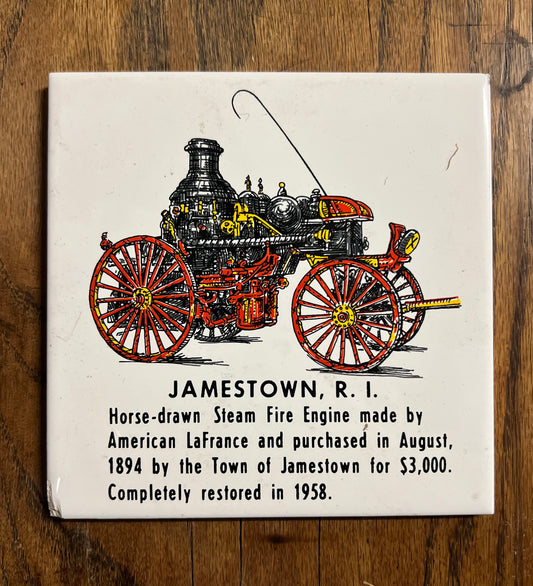 JAMESTOWN, R. I.
Horse-drawn Steam Fire Engine made by
American LaFrance and purchased in August,
1894 by the Town of Jamestown for $3,000.
Completely restored in 1958.